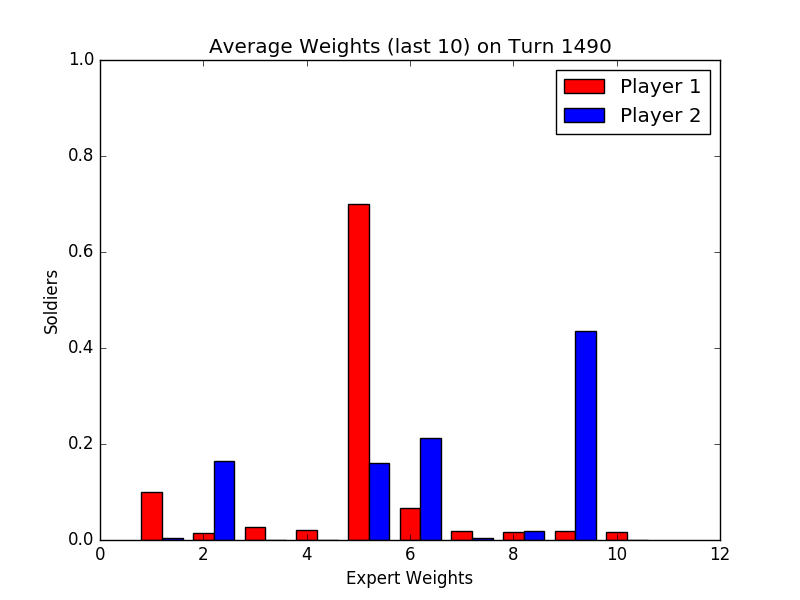 Average Weights (last 10) on Turn 1490
1.0
0.8
0.6
0.4
0.2
0.0
Soldiers
Player 1
Player 2
0 2 4 6 8 10 12
Expert Weights